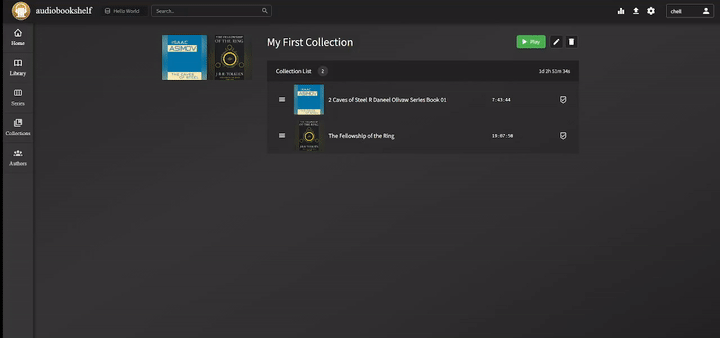 audiobookshelf
Hello World
Search...
chell
Home
Library
Series
Collections
Authors
ISAAC
ASIMOV
THE CAVES OF STEEL
THE FELLOWSHIP
OF THE RING
J.R.R. TOLKIEN
My First Collection
Play
Collection List 2
1d 2h 51m 34s
2 Caves of Steel R Daneel Olivaw Series Book 01
7:43:44
The Fellowship of the Ring
19:07:50